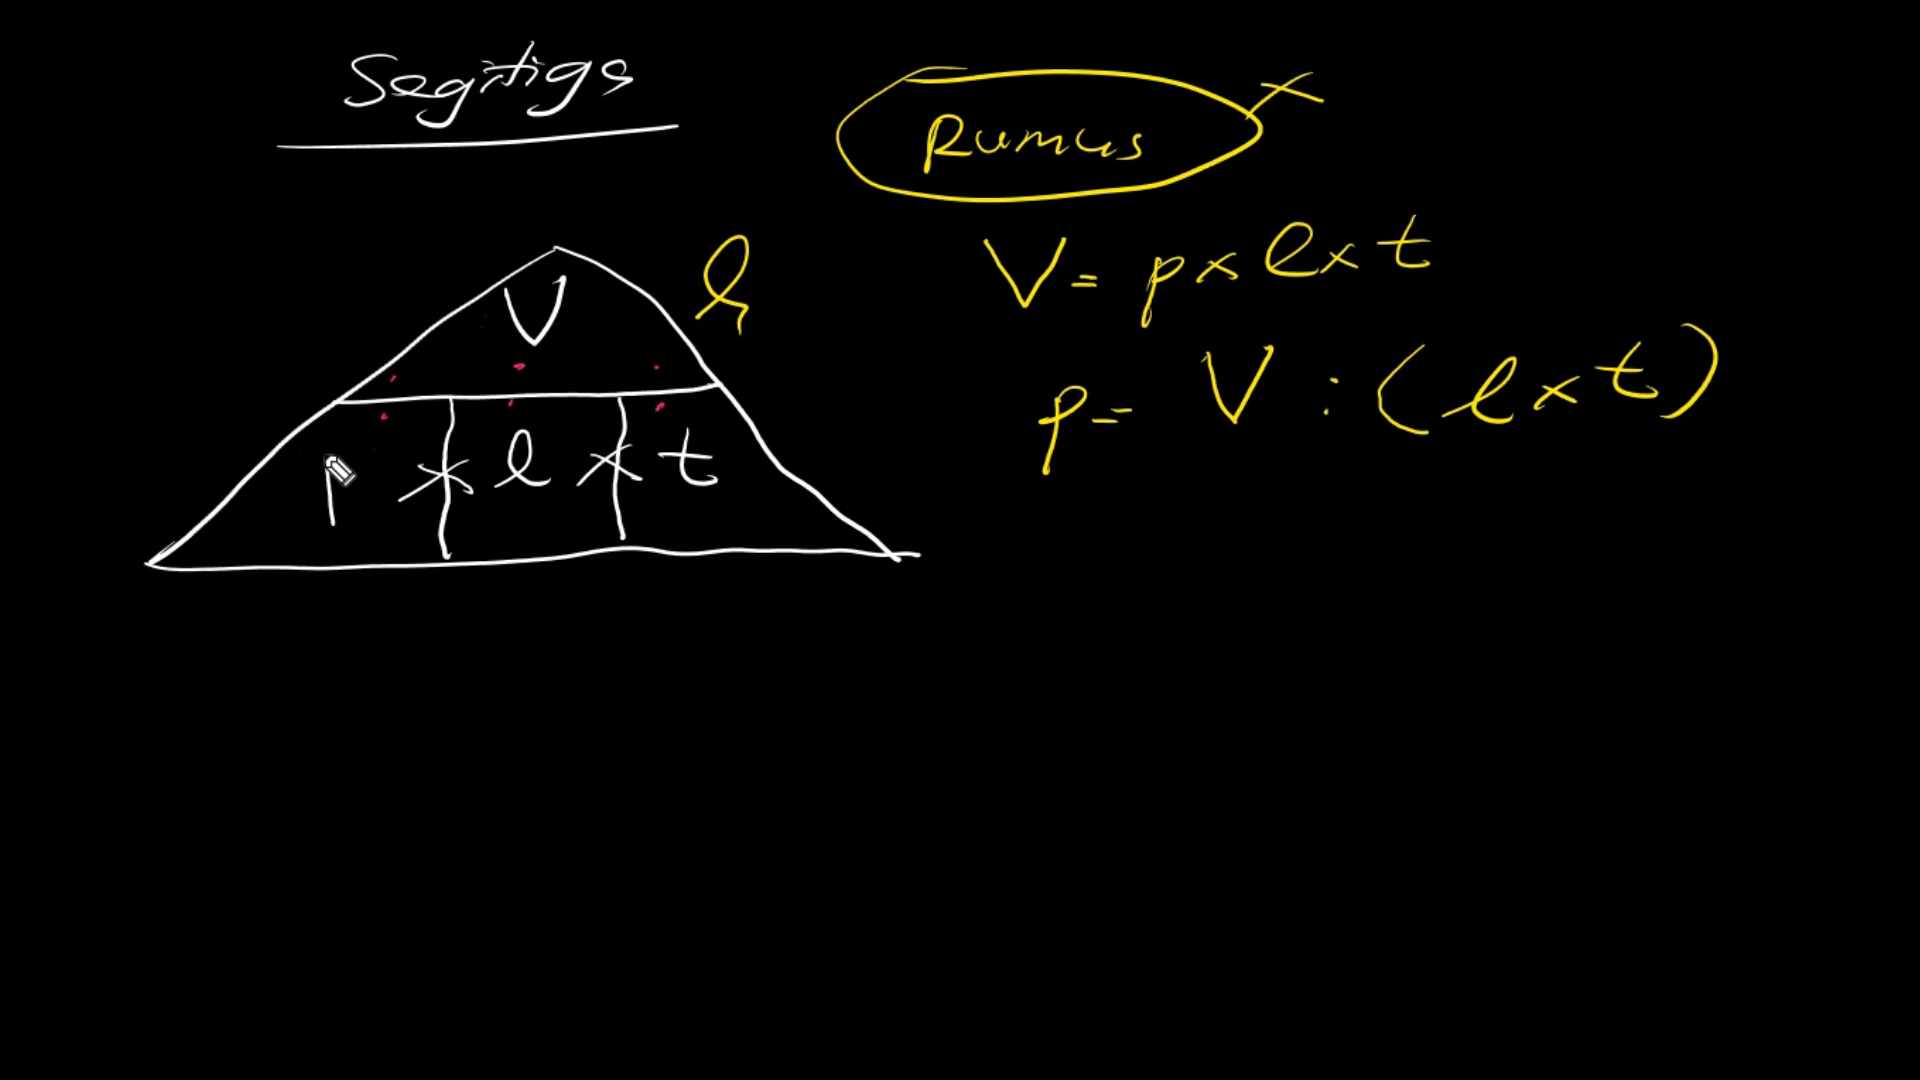 Segitiga
Rumus
V = p x l x t
p = V : (l x t)
V
p x l x t